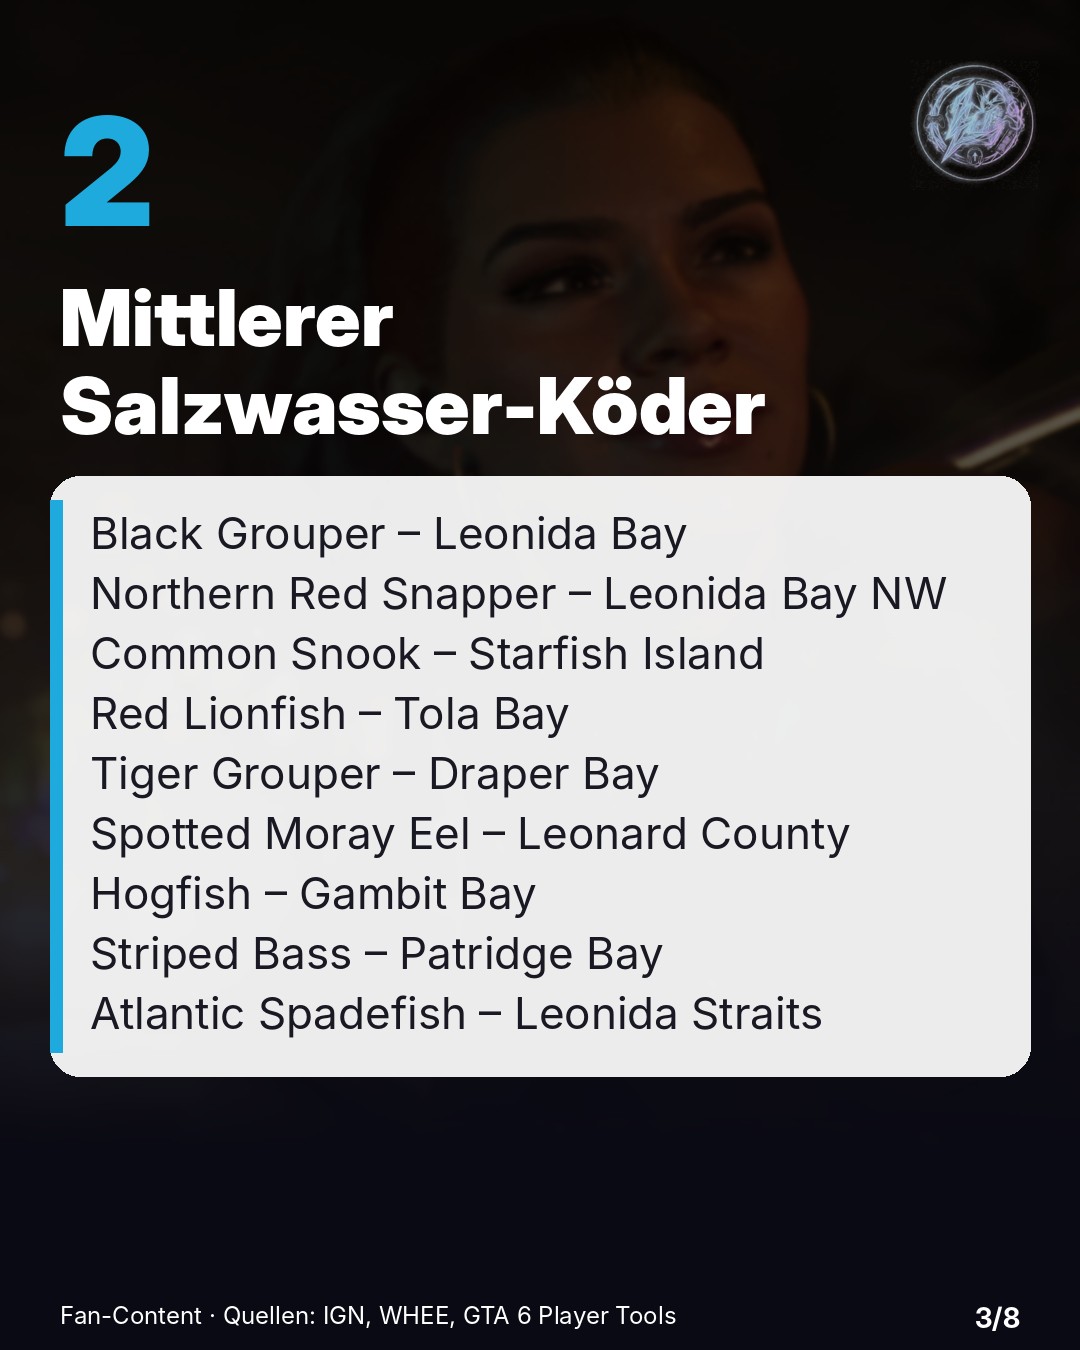 2
Mittlerer
Salzwasser-Köder
Black Grouper – Leonida Bay
Northern Red Snapper – Leonida Bay NW
Common Snook – Starfish Island
Red Lionfish – Tola Bay
Tiger Grouper – Draper Bay
Spotted Moray Eel – Leonard County
Hogfish – Gambit Bay
Striped Bass – Patridge Bay
Atlantic Spadefish – Leonida Straits
Fan-Content · Quellen: IGN, WHEE, GTA 6 Player Tools
3/8